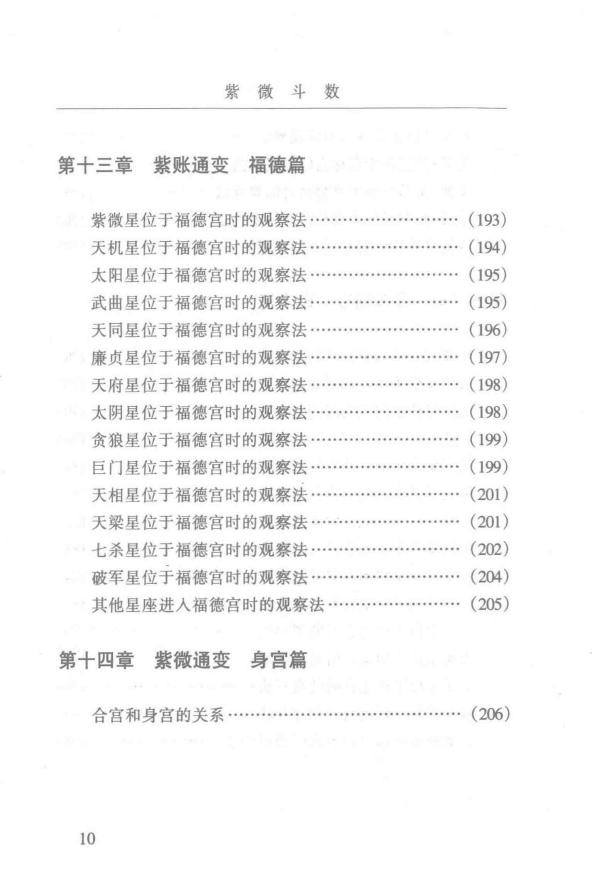 紫微斗数
第十三章 紫账通变 福德篇
紫微星位于福德宫时的观察法……………………(193)
天机星位于福德宫时的观察法……………………(194)
太阳星位于福德宫时的观察法……………………(195)
武曲星位于福德宫时的观察法……………………(195)
天同星位于福德宫时的观察法……………………(196)
廉贞星位于福德宫时的观察法……………………(197)
天府星位于福德宫时的观察法……………………(198)
太阴星位于福德宫时的观察法……………………(198)
贪狼星位于福德宫时的观察法……………………(199)
巨门星位于福德宫时的观察法……………………(199)
天相星位于福德宫时的观察法……………………(201)
天梁星位于福德宫时的观察法……………………(201)
七杀星位于福德宫时的观察法……………………(202)
破军星位于福德宫时的观察法……………………(204)
其他星座进入福德宫时的观察法…………………(205)
第十四章 紫微通变 身宫篇
合宫和身宫的关系…………………………………(206)
10